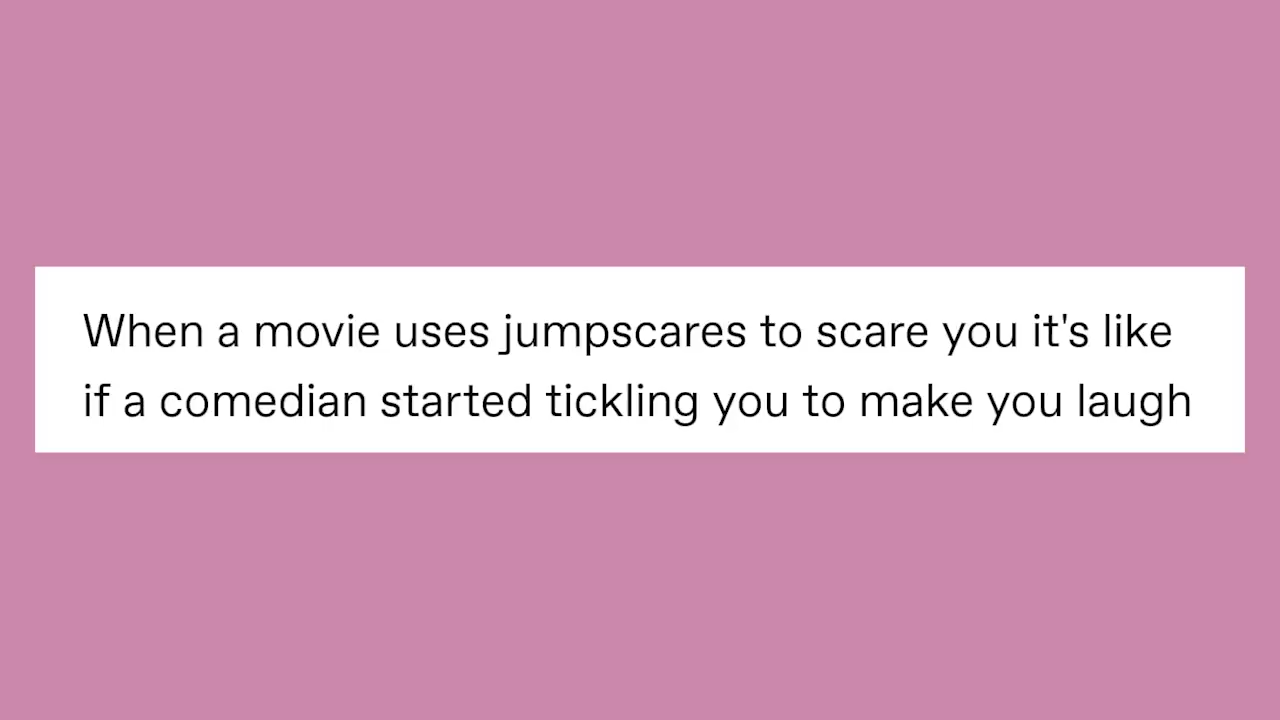 When a movie uses jumpscares to scare you it's like
if a comedian started tickling you to make you laugh